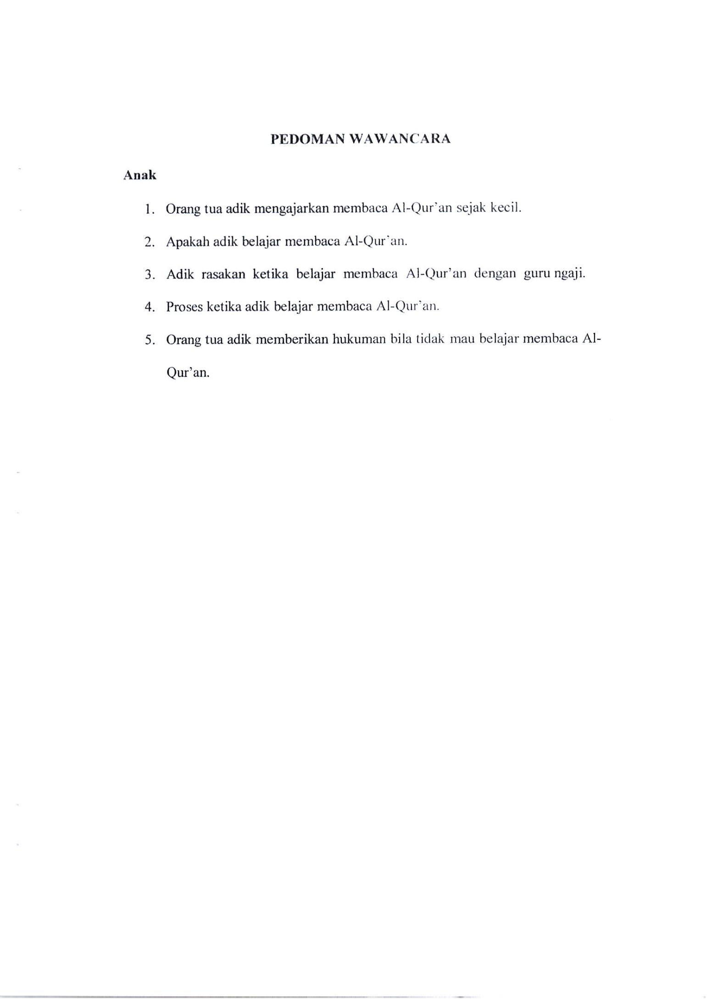 PEDOMAN WAWANCARA
Anak
1. Orang tua adik mengajarkan membaca Al-Qur'an sejak kecil.
2. Apakah adik belajar membaca Al-Qur'an.
3. Adik rasakan ketika belajar membaca Al-Qur'an dengan guru ngaji.
4. Proses ketika adik belajar membaca Al-Qur'an.
5. Orang tua adik memberikan hukuman bila tidak mau belajar membaca Al-
Qur'an.